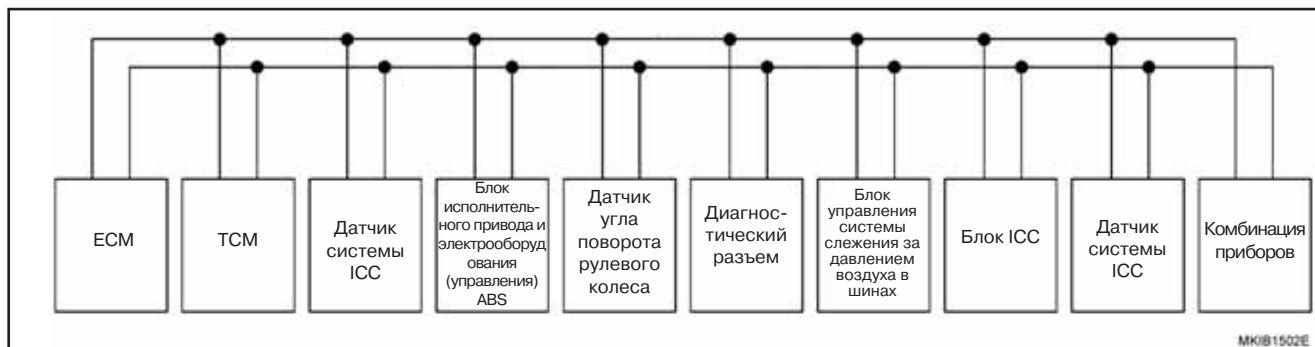 ECM
TCM
Датчик
системы
ICC
Блок
исполнитель-
ного привода и
электрооборуд
ования
(управления)
ABS
Датчик
угла
поворота
рулевого
колеса
Диагнос-
тический
разъем
Блок
управления
системы
слежения за
давлением
воздуха в
шинах
Блок ICC
Датчик
системы
ICC
Комбинация
приборов
MKIB1502E